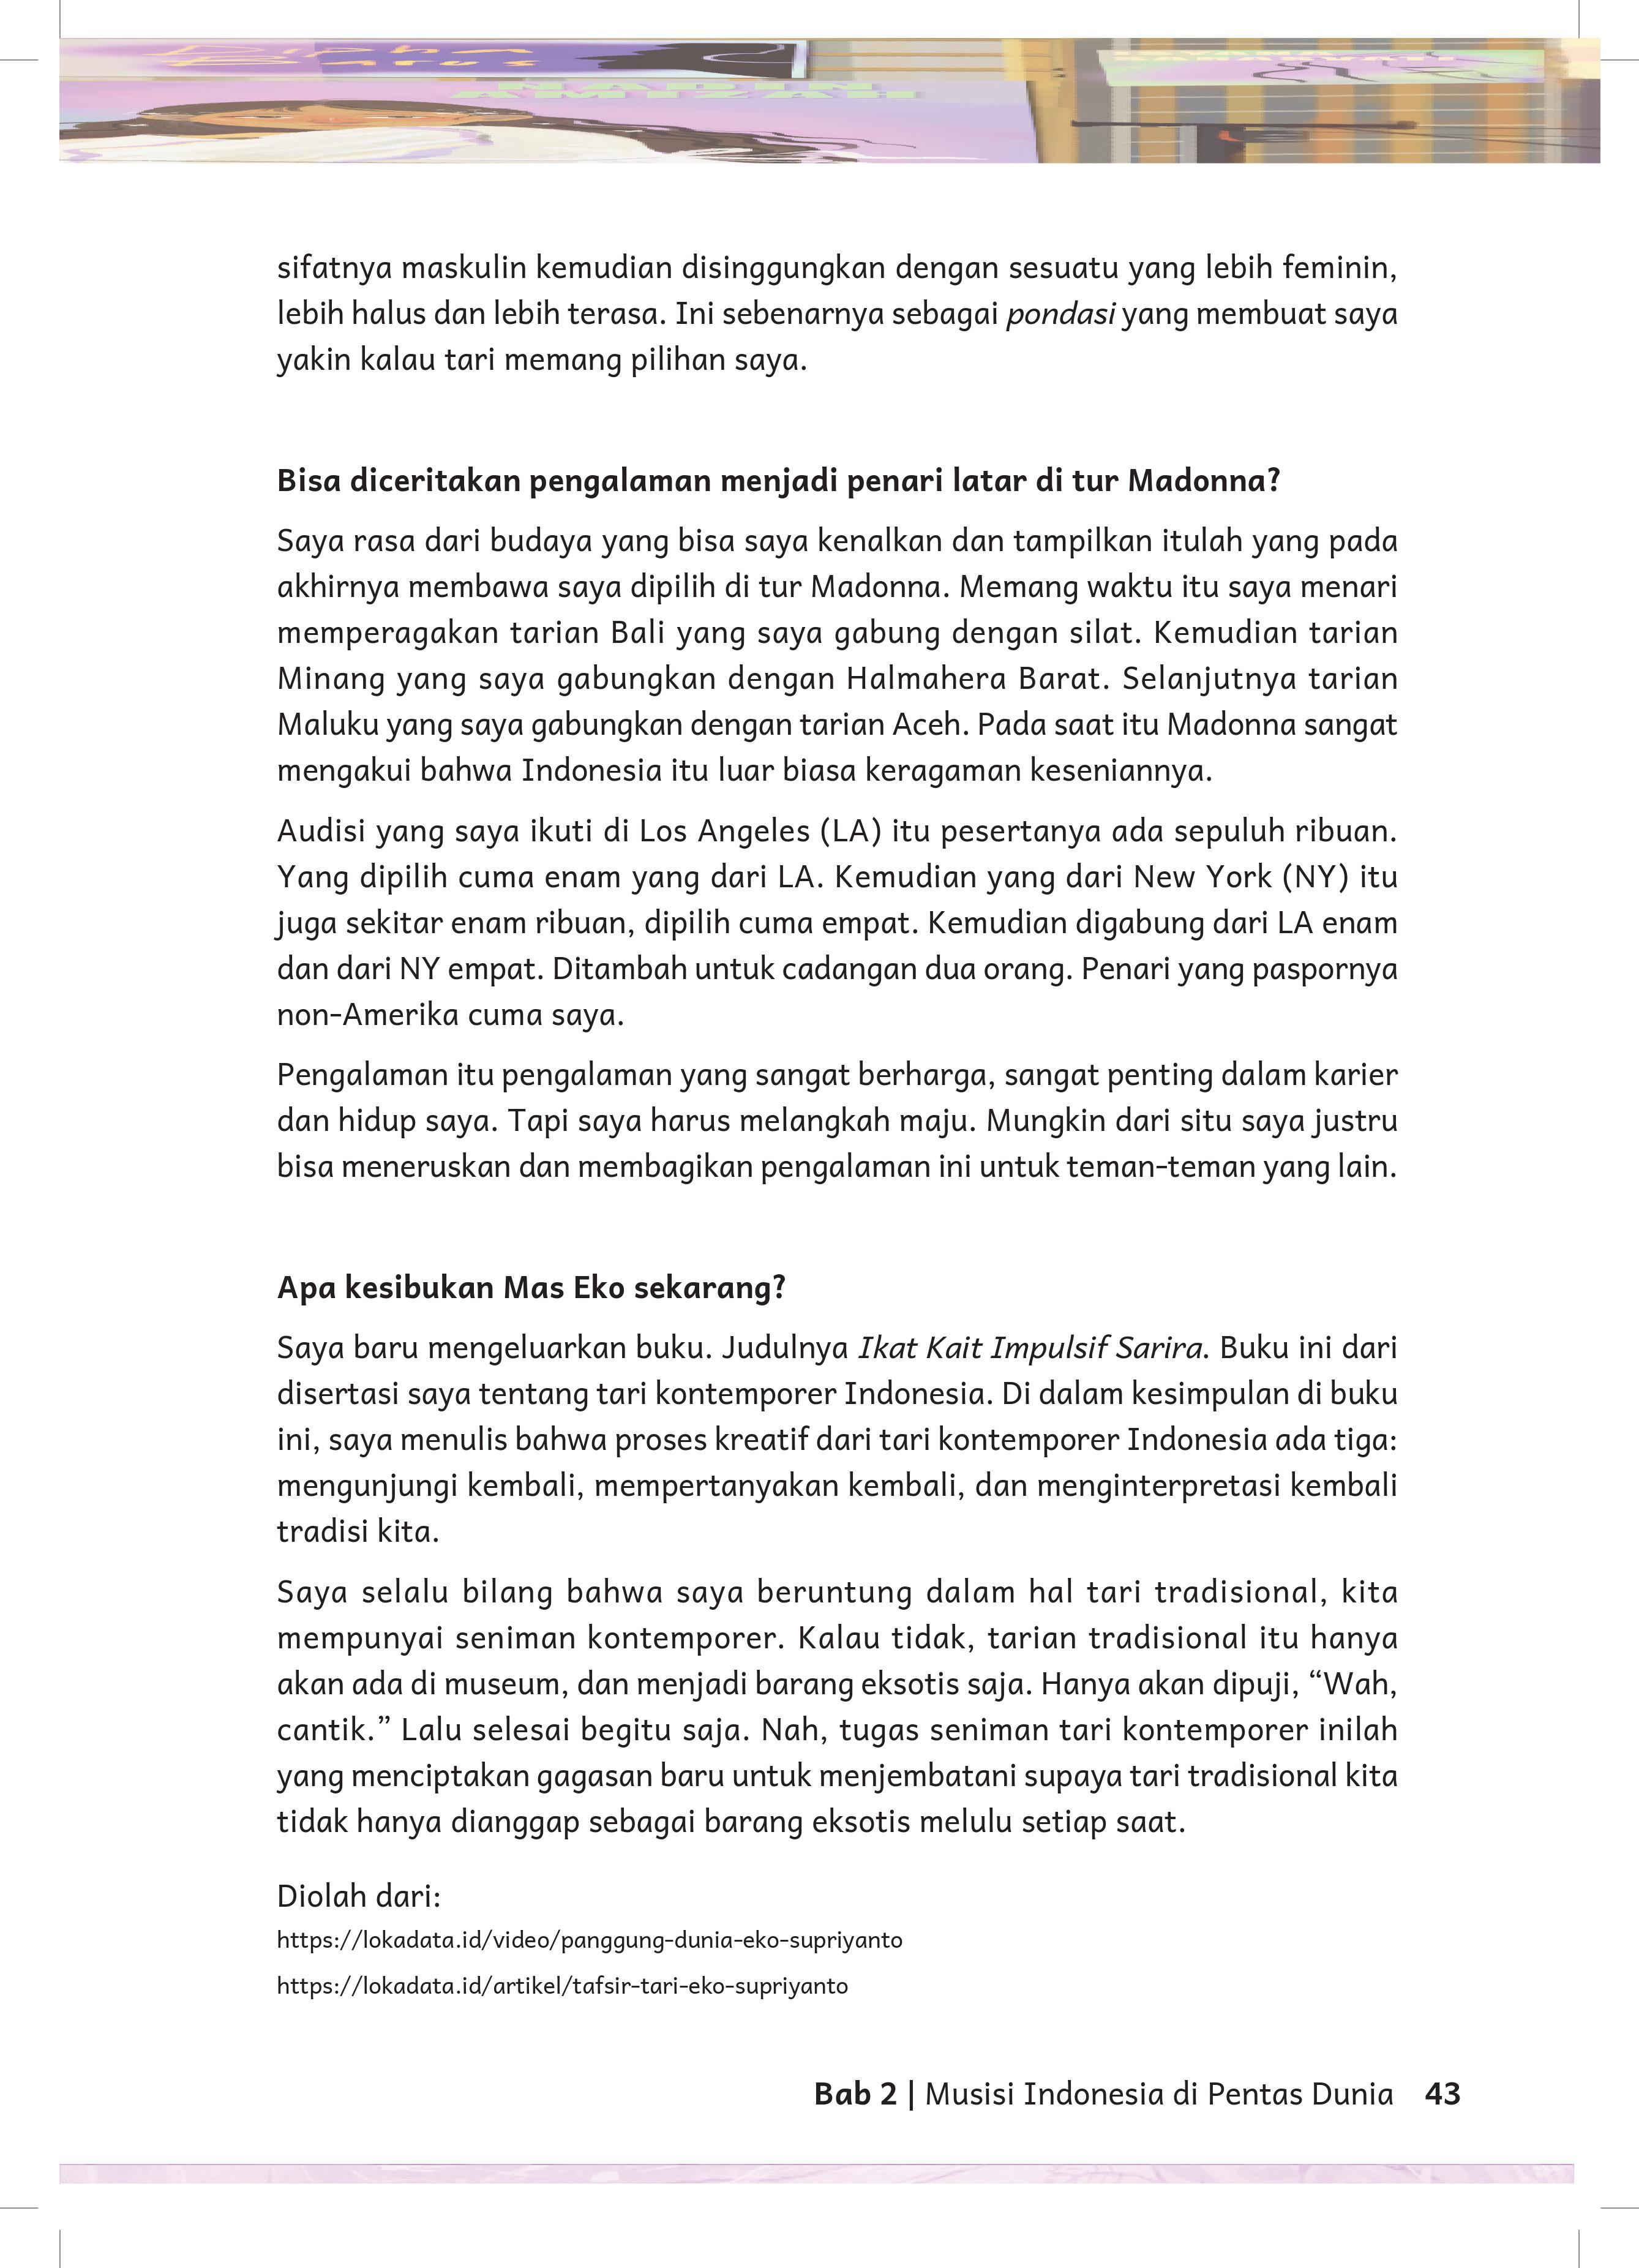 Dipha
Barus
NADIN
AMIZAH
sifatnya maskulin kemudian disinggungkan dengan sesuatu yang lebih feminin,
lebih halus dan lebih terasa. Ini sebenarnya sebagai pondasi yang membuat saya
yakin kalau tari memang pilihan saya.
Bisa diceritakan pengalaman menjadi penari latar di tur Madonna?
Saya rasa dari budaya yang bisa saya kenalkan dan tampilkan itulah yang pada
akhirnya membawa saya dipilih di tur Madonna. Memang waktu itu saya menari
memperagakan tarian Bali yang saya gabung dengan silat. Kemudian tarian
Minang yang saya gabungkan dengan Halmahera Barat. Selanjutnya tarian
Maluku yang saya gabungkan dengan tarian Aceh. Pada saat itu Madonna sangat
mengakui bahwa Indonesia itu luar biasa keragaman keseniannya.
Audisi yang saya ikuti di Los Angeles (LA) itu pesertanya ada sepuluh ribuan.
Yang dipilih cuma enam yang dari LA. Kemudian yang dari New York (NY) itu
juga sekitar enam ribuan, dipilih cuma empat. Kemudian digabung dari LA enam
dan dari NY empat. Ditambah untuk cadangan dua orang. Penari yang paspornya
non-Amerika cuma saya.
Pengalaman itu pengalaman yang sangat berharga, sangat penting dalam karier
dan hidup saya. Tapi saya harus melangkah maju. Mungkin dari situ saya justru
bisa meneruskan dan membagikan pengalaman ini untuk teman-teman yang lain.
Apa kesibukan Mas Eko sekarang?
Saya baru mengeluarkan buku. Judulnya Ikat Kait Impulsif Sarira. Buku ini dari
disertasi saya tentang tari kontemporer Indonesia. Di dalam kesimpulan di buku
ini, saya menulis bahwa proses kreatif dari tari kontemporer Indonesia ada tiga:
mengunjungi kembali, mempertanyakan kembali, dan menginterpretasi kembali
tradisi kita.
Saya selalu bilang bahwa saya beruntung dalam hal tari tradisional, kita
mempunyai seniman kontemporer. Kalau tidak, tarian tradisional itu hanya
akan ada di museum, dan menjadi barang eksotis saja. Hanya akan dipuji, “Wah,
cantik.” Lalu selesai begitu saja. Nah, tugas seniman tari kontemporer inilah
yang menciptakan gagasan baru untuk menjembatani supaya tari tradisional kita
tidak hanya dianggap sebagai barang eksotis melulu setiap saat.
Diolah dari:
https://lokadata.id/video/panggung-dunia-eko-supriyanto
https://lokadata.id/artikel/tafsir-tari-eko-supriyanto
Bab 2 | Musisi Indonesia di Pentas Dunia 43